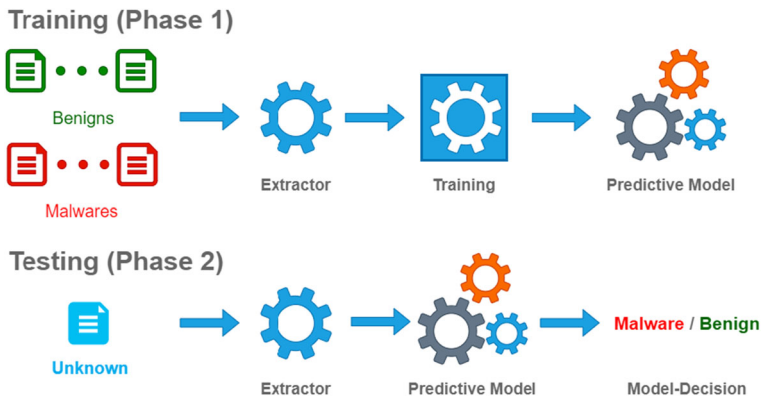 Training (Phase 1)
Benigns
Malwares
Extractor
Training
Predictive Model
Testing (Phase 2)
Unknown
Extractor
Predictive Model
Malware / Benign
Model-Decision